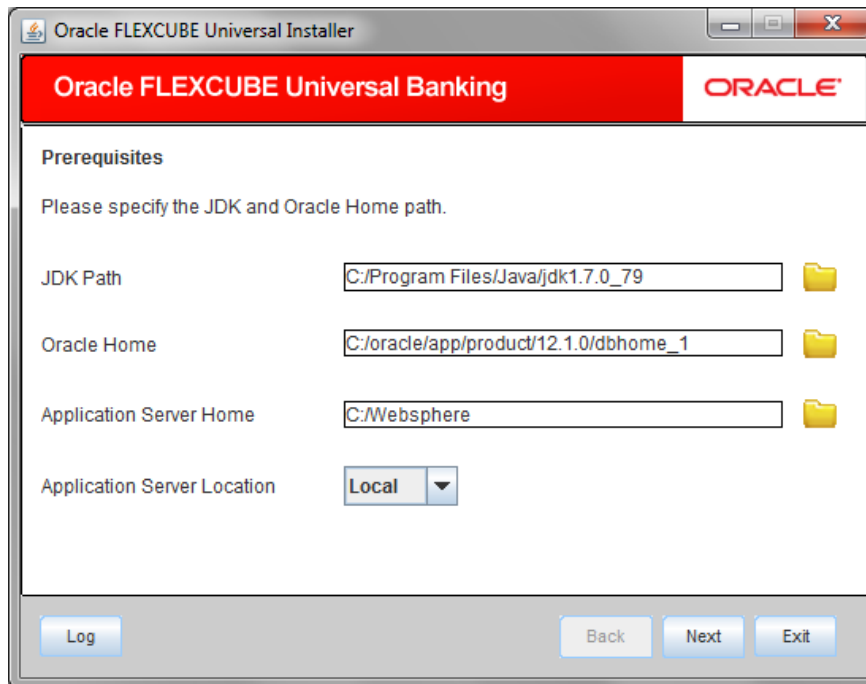 Oracle FLEXCUBE Universal Installer
Oracle FLEXCUBE Universal Banking
ORACLE
Prerequisites
Please specify the JDK and Oracle Home path.
JDK Path
C:/Program Files/Java/jdk1.7.0_79
Oracle Home
C:/oracle/app/product/12.1.0/dbhome_1
Application Server Home
C:/Websphere
Application Server Location
Local
Log
Back
Next
Exit